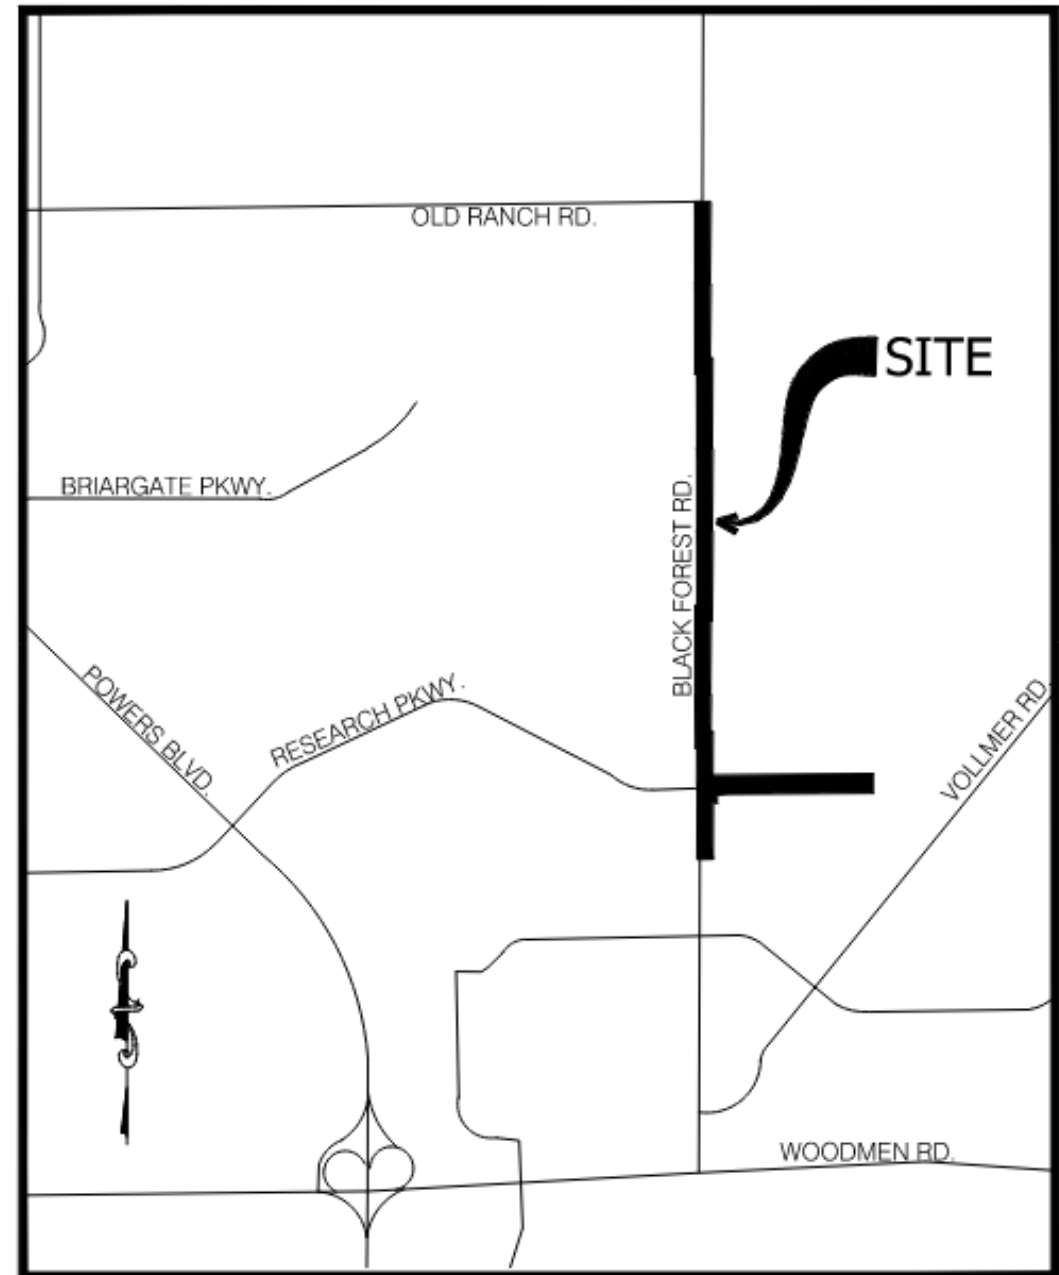 OLD RANCH RD.
SITE
BRIARGATE PKWY.
BLACK FOREST RD.
POWERS BLVD.
RESEARCH PKWY.
VOLLMER RD.
WOODMEN RD.